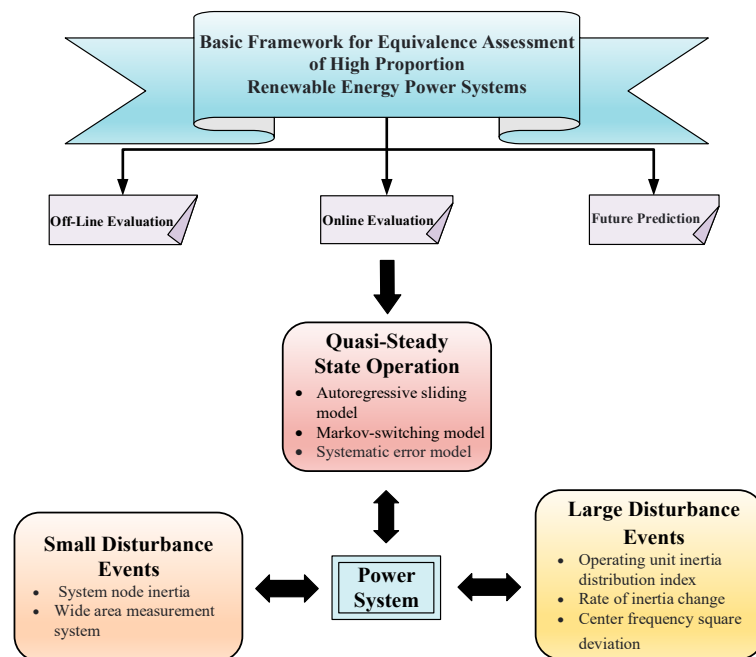 Basic Framework for Equivalence Assessment
of High Proportion
Renewable Energy Power Systems
Off-Line Evaluation
Online Evaluation
Future Prediction
Quasi-Steady
State Operation
• Autoregressive sliding
model
• Markov-switching model
• Systematic error model
Small Disturbance
Events
• System node inertia
• Wide area measurement
system
Power
System
Large Disturbance
Events
• Operating unit inertia
distribution index
• Rate of inertia change
• Center frequency square
deviation